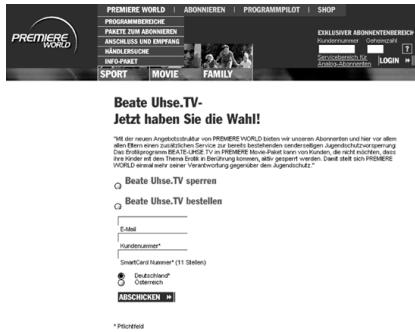 PREMIERE WORLD | ABONNIEREN | PROGRAMMPILOT | SHOP
PROGRAMMBEREICHE
PAKETE ZUM ABONNIEREN
ANSCHLUSS UND EMPFANG
HÄNDLERSUCHE
INFO-PAKET
PREMIERE
WORLD
EXKLUSIVER ABONNENTENBEREICH
Kundennummer Geheimzahl
?
Servicebereich für
Analog-Abonnenten LOGIN
SPORT MOVIE FAMILY
Beate Uhse.TV-
Jetzt haben Sie die Wahl!
"Mit der neuen Angebotsstruktur von PREMIERE WORLD bieten wir unseren Abonnenten und hier vor allem
allen Eltern einen zusätzlichen Service zur bereits bestehenden senderseitigen Jugendschutzvorsperrung:
Das Erotikprogramm BEATE-UHSE.TV im PREMIERE Movie-Paket kann von Kunden, die nicht möchten, dass
ihre Kinder mit dem Thema Erotik in Berührung kommen, aktiv gesperrt werden. Damit stellt sich PREMIERE
WORLD einmal mehr seiner Verantwortung gegenüber dem Jugendschutz."
Beate Uhse.TV sperren
Beate Uhse.TV bestellen
E-Mail
Kundenummer*
SmartCard Nummer* (11 Stellen)
Deutschland*
Österreich
ABSCHICKEN
* Pflichtfeld